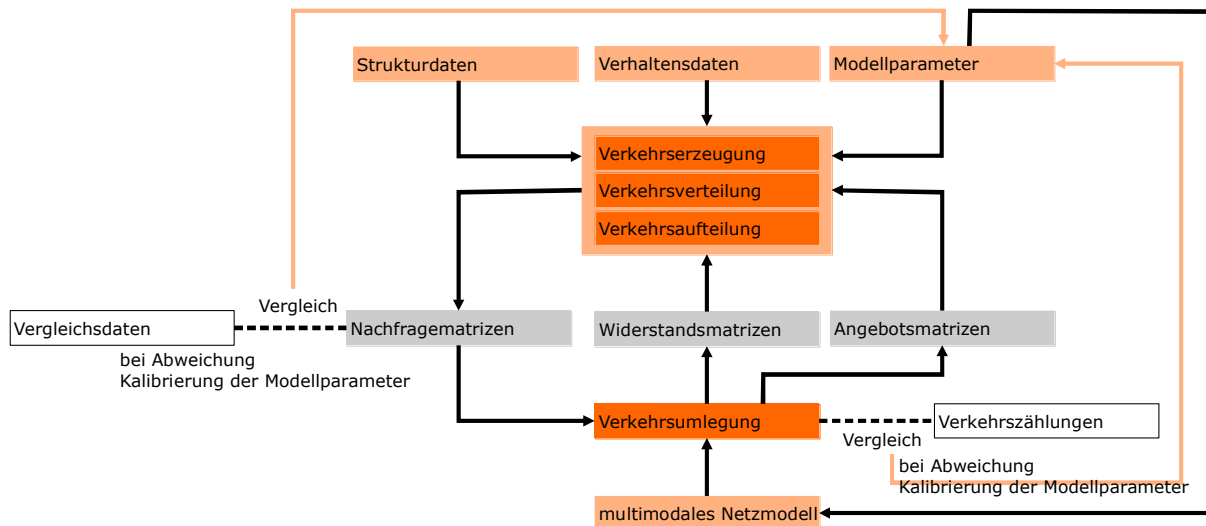 Strukturdaten
Verhaltensdaten
Modellparameter
Verkehrserzeugung
Verkehrsverteilung
Verkehrsaufteilung
Vergleich
Vergleichsdaten
Nachfragematrizen
Widerstandsmatrizen
Angebotsmatrizen
bei Abweichung
Kalibrierung der Modellparameter
Verkehrsumlegung
Verkehrszählungen
Vergleich
bei Abweichung
Kalibrierung der Modellparameter
multimodales Netzmodell